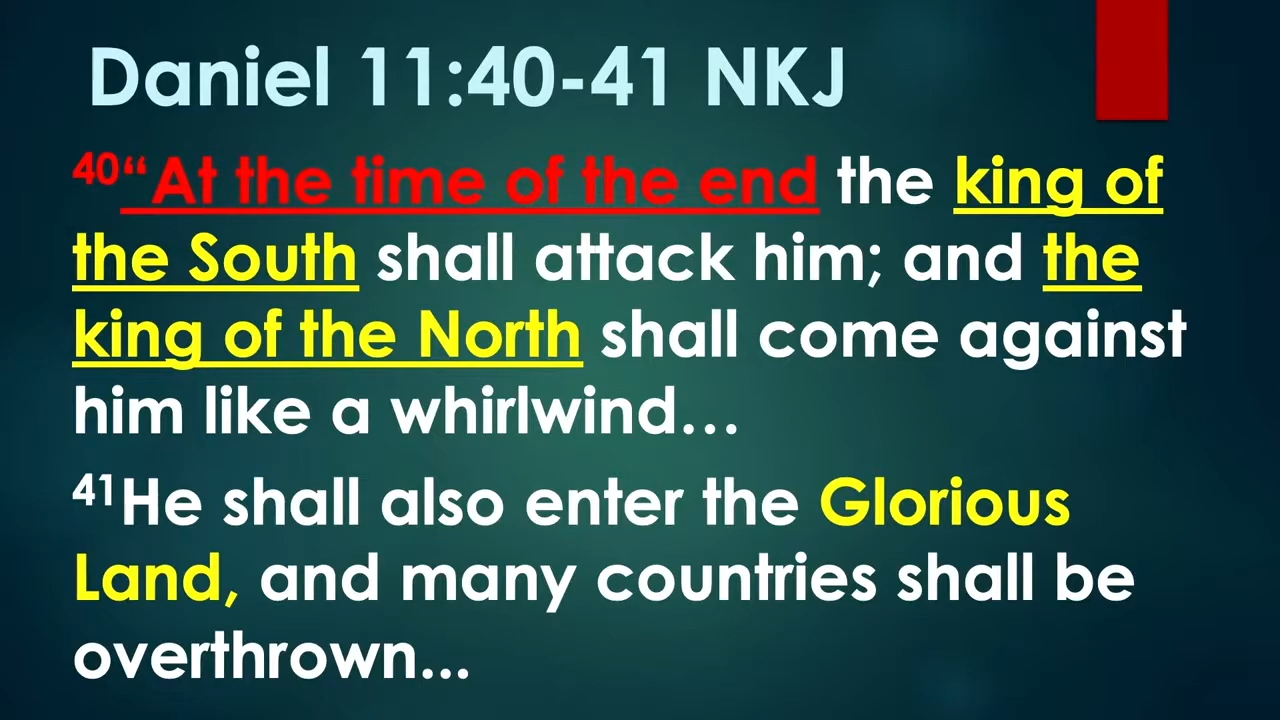 Daniel 11:40-41 NKJ
40“At the time of the end the king of
the South shall attack him; and the
king of the North shall come against
him like a whirlwind…
41He shall also enter the Glorious
Land, and many countries shall be
overthrown...